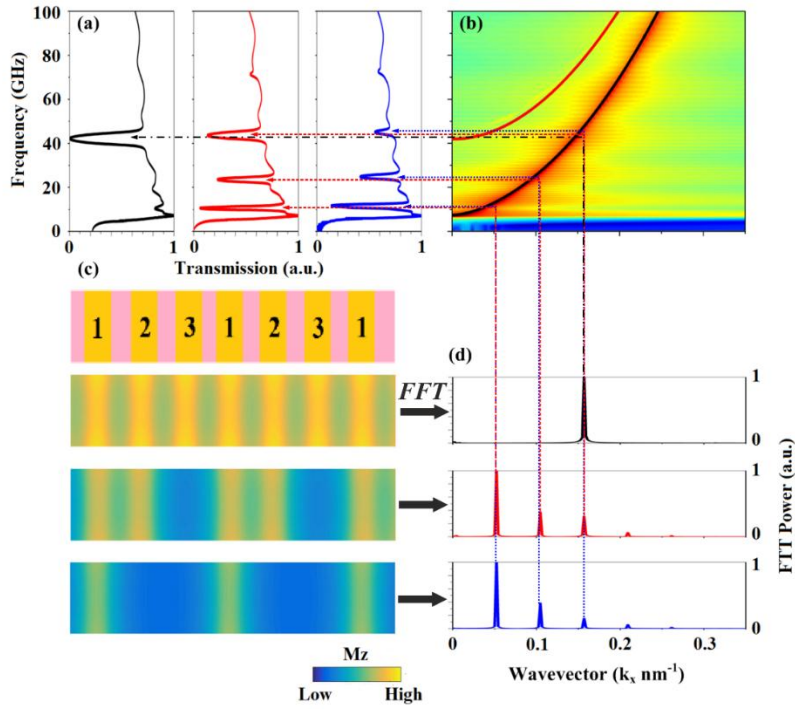 (a)
(b)
Frequency (GHz)
100
80
60
40
20
0
0 1
0 1
0 1
Transmission (a.u.)
(c)
1 2 3 1 2 3 1
FFT
Mz
Low High
(d)
1
0
1
0
1
0
FTT Power (a.u.)
0 0.1 0.2 0.3
Wavevector (kx nm-1)